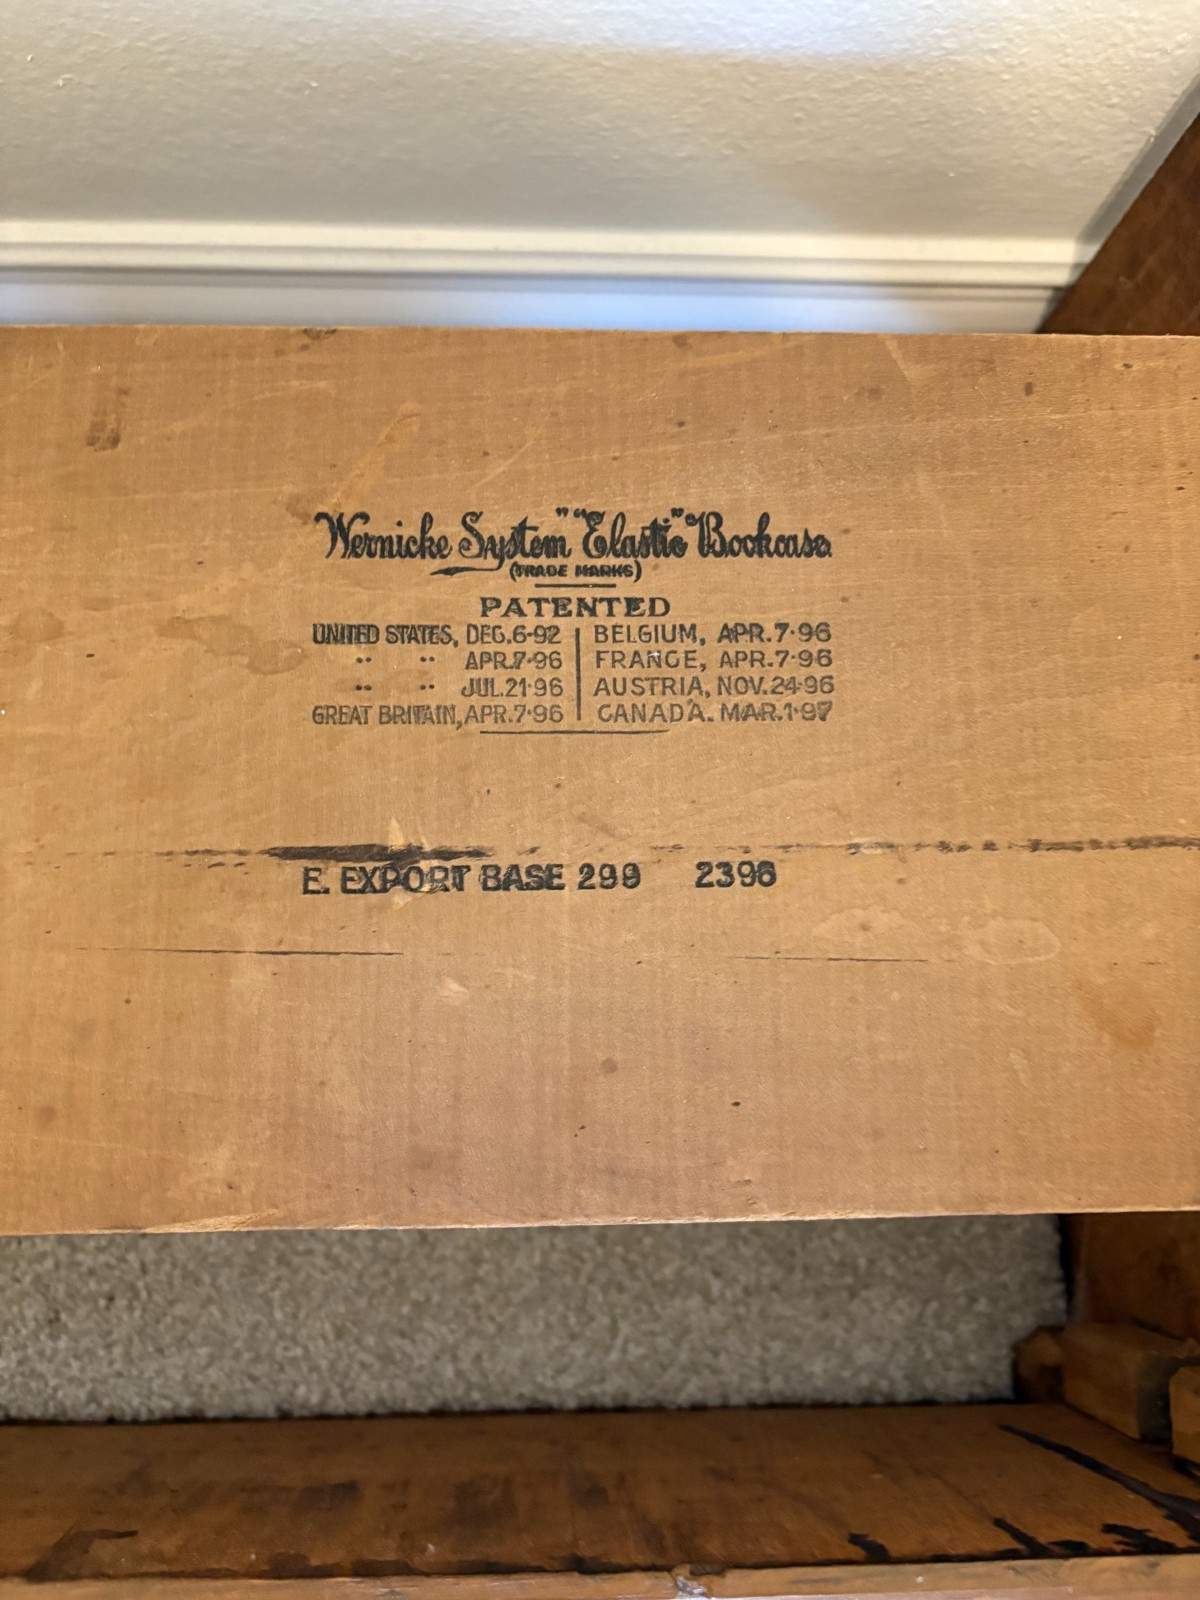 Wernicke System" "Elastic" Bookcase.
(TRADE MARKS)
PATENTED
UNITED STATES, DEC.6-92 | BELGIUM, APR.7-96
" " APR.7-96 | FRANCE, APR.7-96
" " JUL.21-96 | AUSTRIA, NOV.24-96
GREAT BRITAIN, APR.7-96 | CANADA. MAR.1-97
E. EXPORT BASE 299 2396